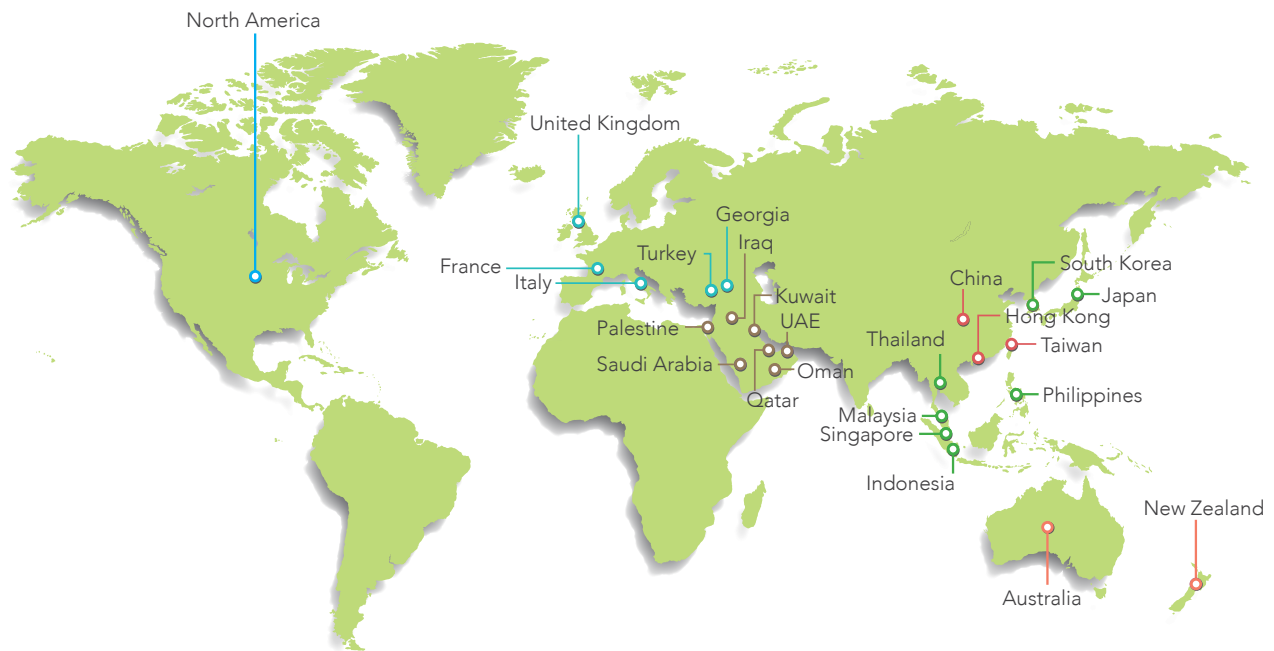 North America
United Kingdom
Georgia
Iraq
Turkey
France
Italy
South Korea
China
Japan
Kuwait
Hong Kong
UAE
Palestine
Thailand
Taiwan
Saudi Arabia
Oman
Qatar
Philippines
Malaysia
Singapore
Indonesia
New Zealand
Australia